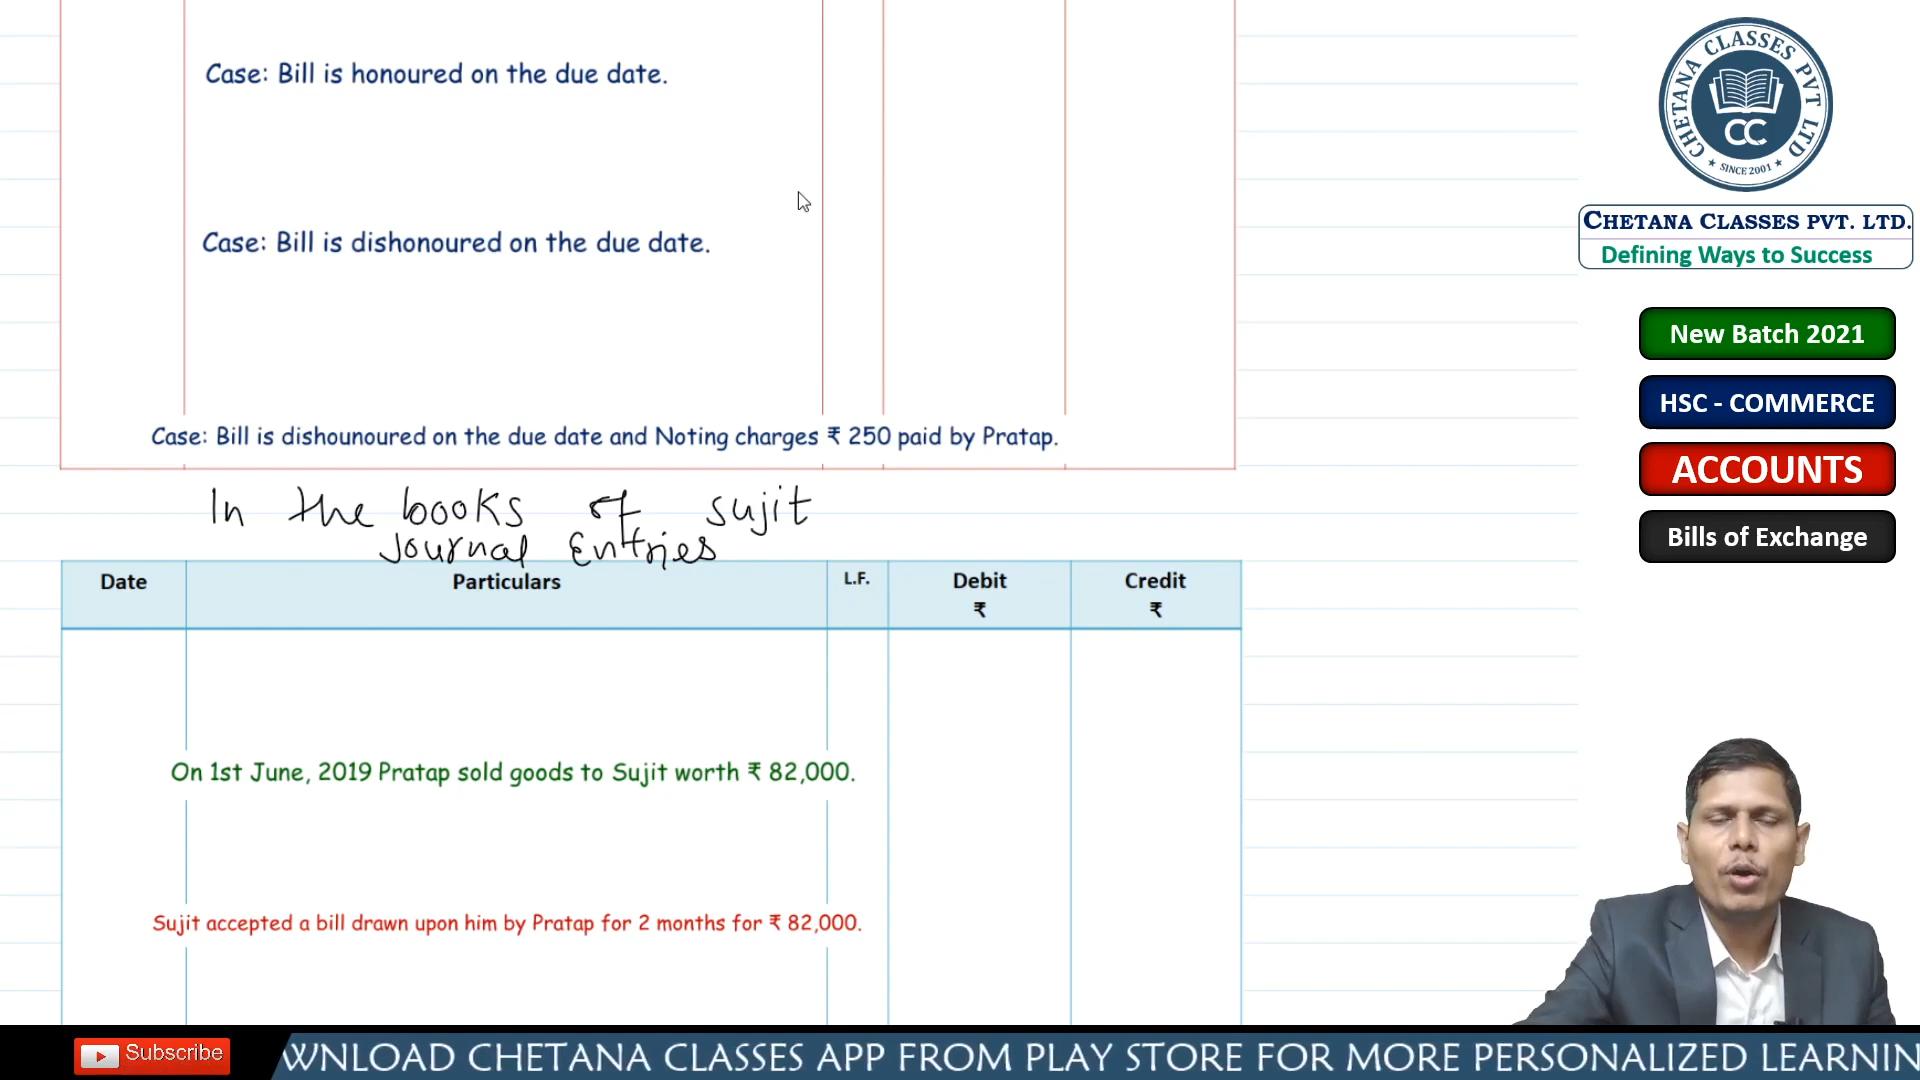 Case: Bill is honoured on the due date.
Case: Bill is dishonoured on the due date.
Case: Bill is dishounoured on the due date and Noting charges ₹ 250 paid by Pratap.
In the books of Sujit
Journal Entries
Date Particulars L.F. Debit ₹ Credit ₹
On 1st June, 2019 Pratap sold goods to Sujit worth ₹ 82,000.
Sujit accepted a bill drawn upon him by Pratap for 2 months for ₹ 82,000.
CHETANA CLASSES PVT LTD
CC
★ SINCE 2001 ★
CHETANA CLASSES PVT. LTD.
Defining Ways to Success
New Batch 2021
HSC - COMMERCE
ACCOUNTS
Bills of Exchange
Subscribe
WNLOAD CHETANA CLASSES APP FROM PLAY STORE FOR MORE PERSONALIZED LEARNIN